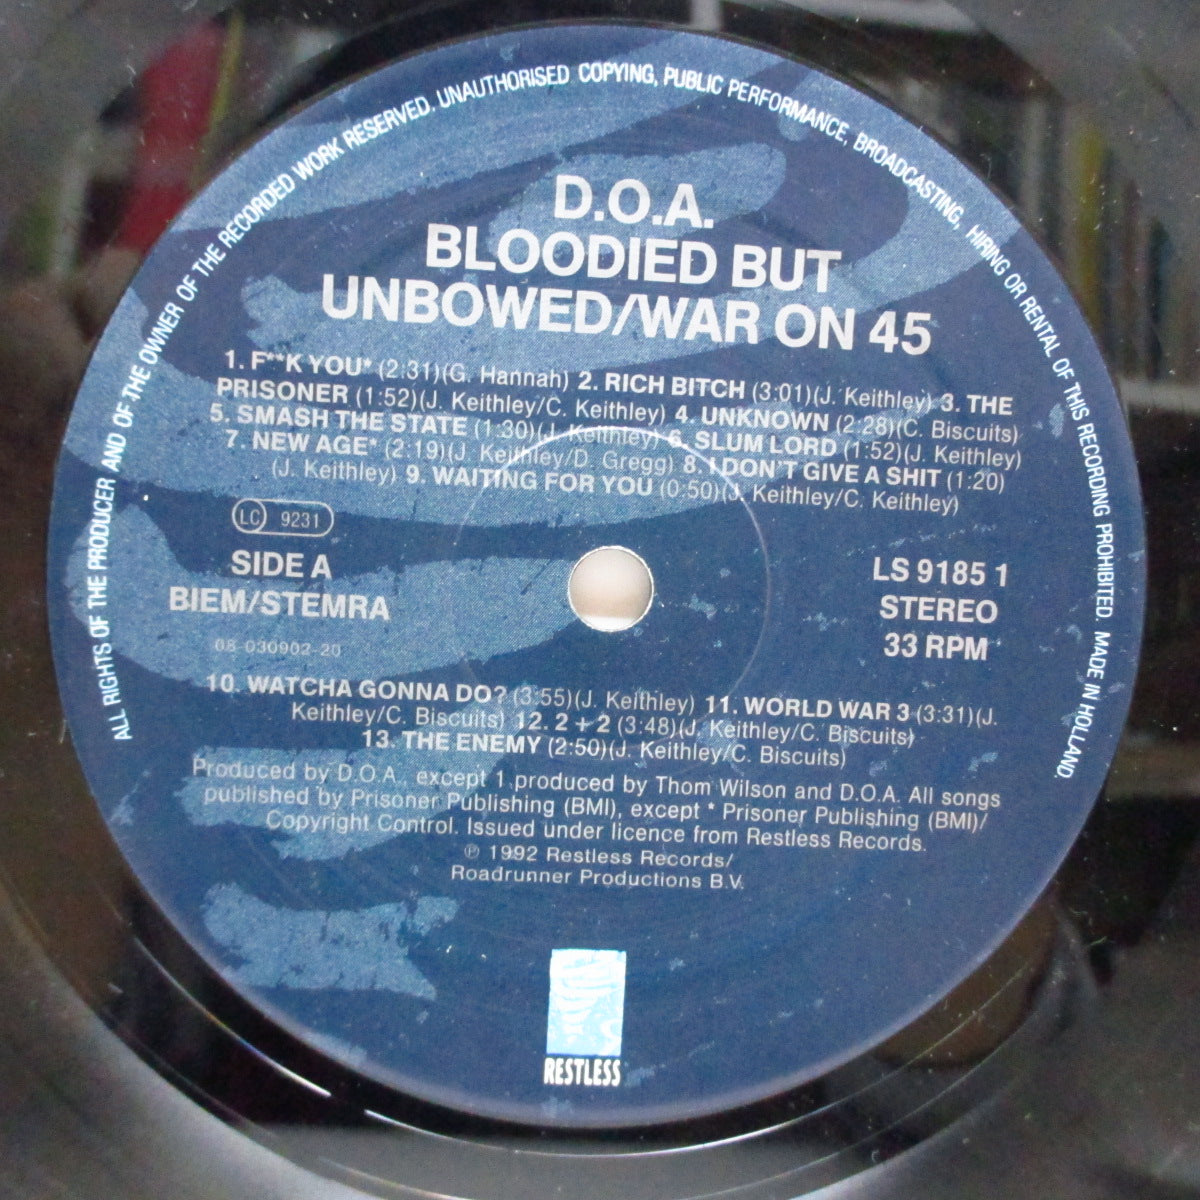 ALL RIGHTS OF THE PRODUCER AND OF THE OWNER OF THE RECORDED WORK RESERVED. UNAUTHORISED COPYING, PUBLIC PERFORMANCE, BROADCASTING, HIRING OR RENTAL OF THIS RECORDING PROHIBITED. MADE IN HOLLAND.
D.O.A.
BLOODIED BUT
UNBOWED/WAR ON 45
1. F**K YOU* (2:31)(G. Hannah) 2. RICH BITCH (3:01)(J. Keithley) 3. THE
PRISONER (1:52)(J. Keithley/C. Keithley) 4. UNKNOWN (2:28)(C. Biscuits)
5. SMASH THE STATE (1:30)(J. Keithley) 6. SLUM LORD (1:52)(J. Keithley)
7. NEW AGE* (2:19)(J. Keithley/D. Gregg) 8. I DON'T GIVE A SHIT (1:20)
(J. Keithley) 9. WAITING FOR YOU (0:50)(J. Keithley/C. Keithley)
LC 9231
SIDE A
BIEM/STEMRA
08-030902-20
LS 9185 1
STEREO
33 RPM
10. WATCHA GONNA DO? (3:55)(J. Keithley) 11. WORLD WAR 3 (3:31)(J.
Keithley/C. Biscuits) 12. 2 + 2 (3:48)(J. Keithley/C. Biscuits)
13. THE ENEMY (2:50)(J. Keithley/C. Biscuits)
Produced by D.O.A. except 1 produced by Thom Wilson and D.O.A. All songs
published by Prisoner Publishing (BMI), except * Prisoner Publishing (BMI)/
Copyright Control. Issued under licence from Restless Records.
℗ 1992 Restless Records/
Roadrunner Productions B.V.
RESTLESS